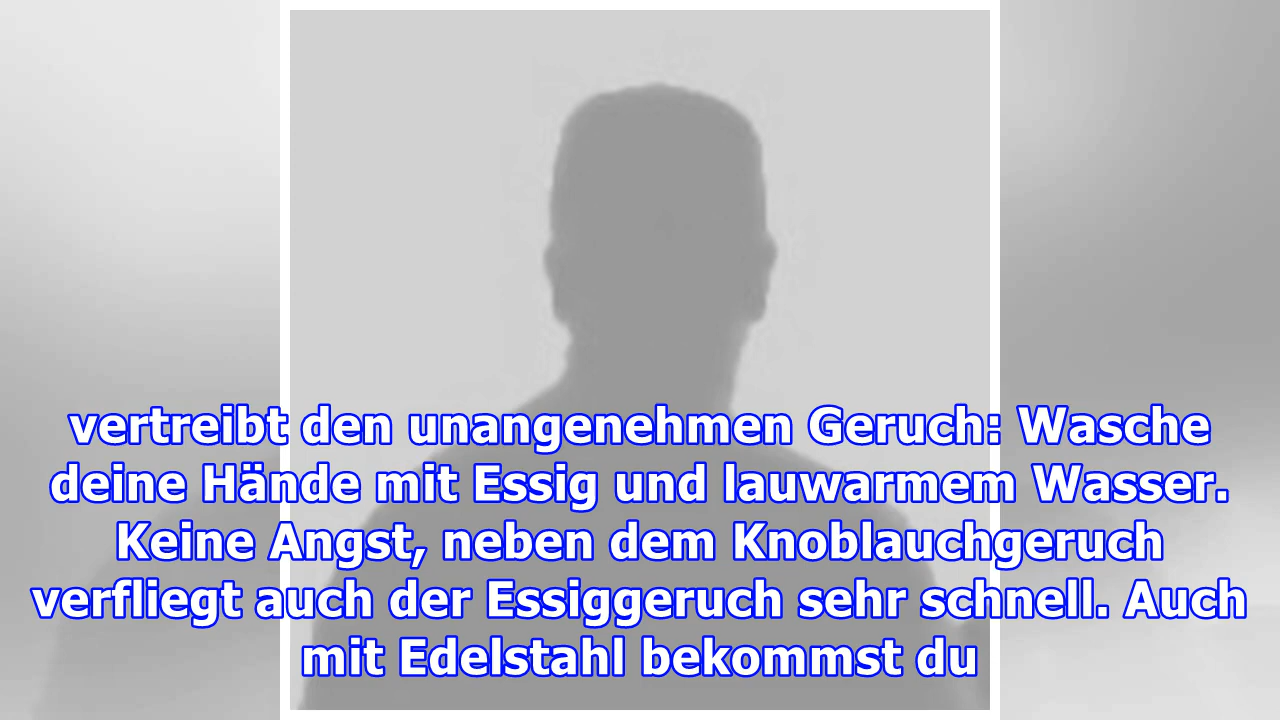 vertreibt den unangenehmen Geruch: Wasche
deine Hände mit Essig und lauwarmem Wasser.
Keine Angst, neben dem Knoblauchgeruch
verfliegt auch der Essiggeruch sehr schnell. Auch
mit Edelstahl bekommst du